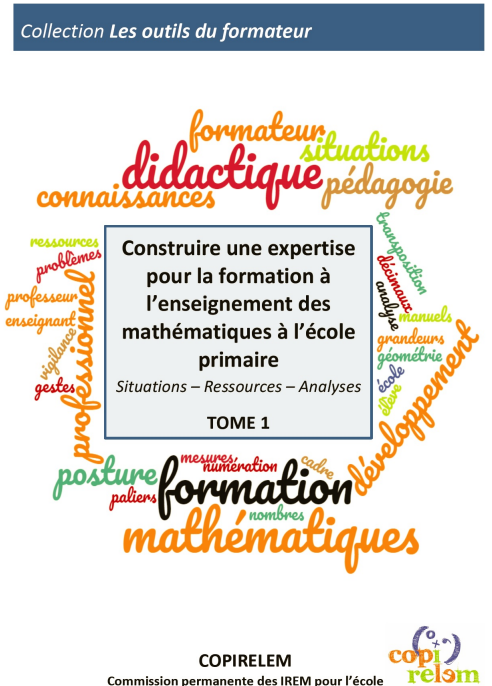 Collection Les outils du formateur
formateur
situations
didactique
pédagogie
connaissances
transposition
ressources
problèmes
décimaux
analyse
professeur
enseignant
professionnel
vigilance
gestes
manuels
grandeurs
géométrie
école
élève
développement
Construire une expertise
pour la formation à
l’enseignement des
mathématiques à l’école
primaire
Situations – Ressources – Analyses
TOME 1
posture
mesures
numération
cadre
paliers
formation
nombres
mathématiques
COPIRELEM
Commission permanente des IREM pour l’école
copi
relem